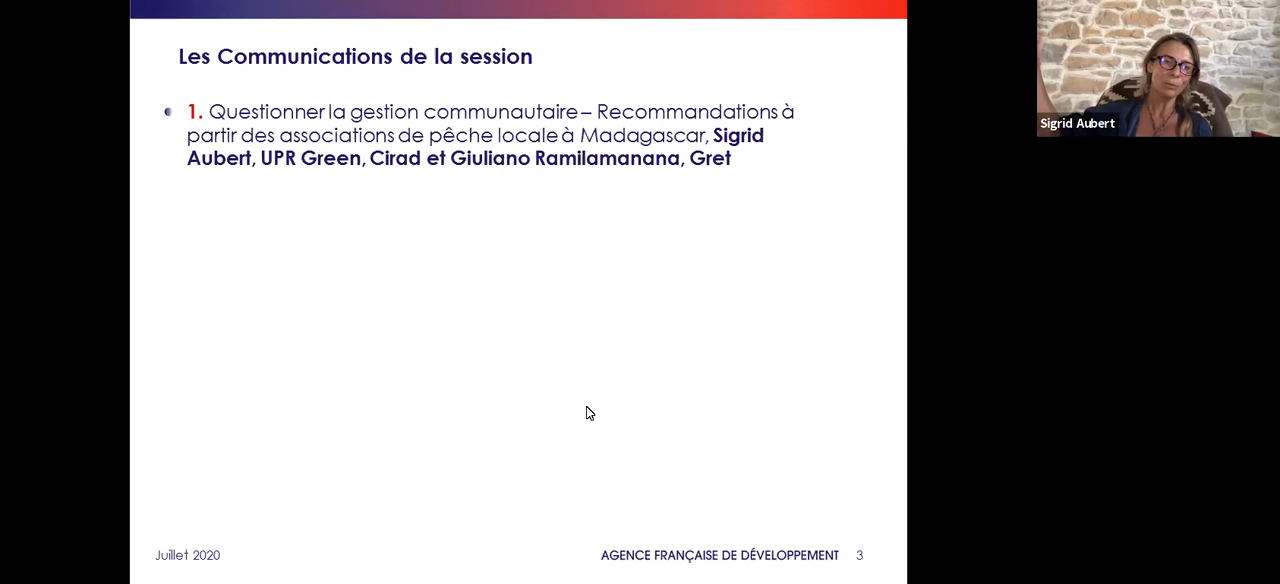 Les Communications de la session
1. Questionner la gestion communautaire – Recommandations à
partir des associations de pêche locale à Madagascar, Sigrid
Aubert, UPR Green, Cirad et Giuliano Ramilamanana, Gret
Sigrid Aubert
Juillet 2020
AGENCE FRANÇAISE DE DÉVELOPPEMENT 3